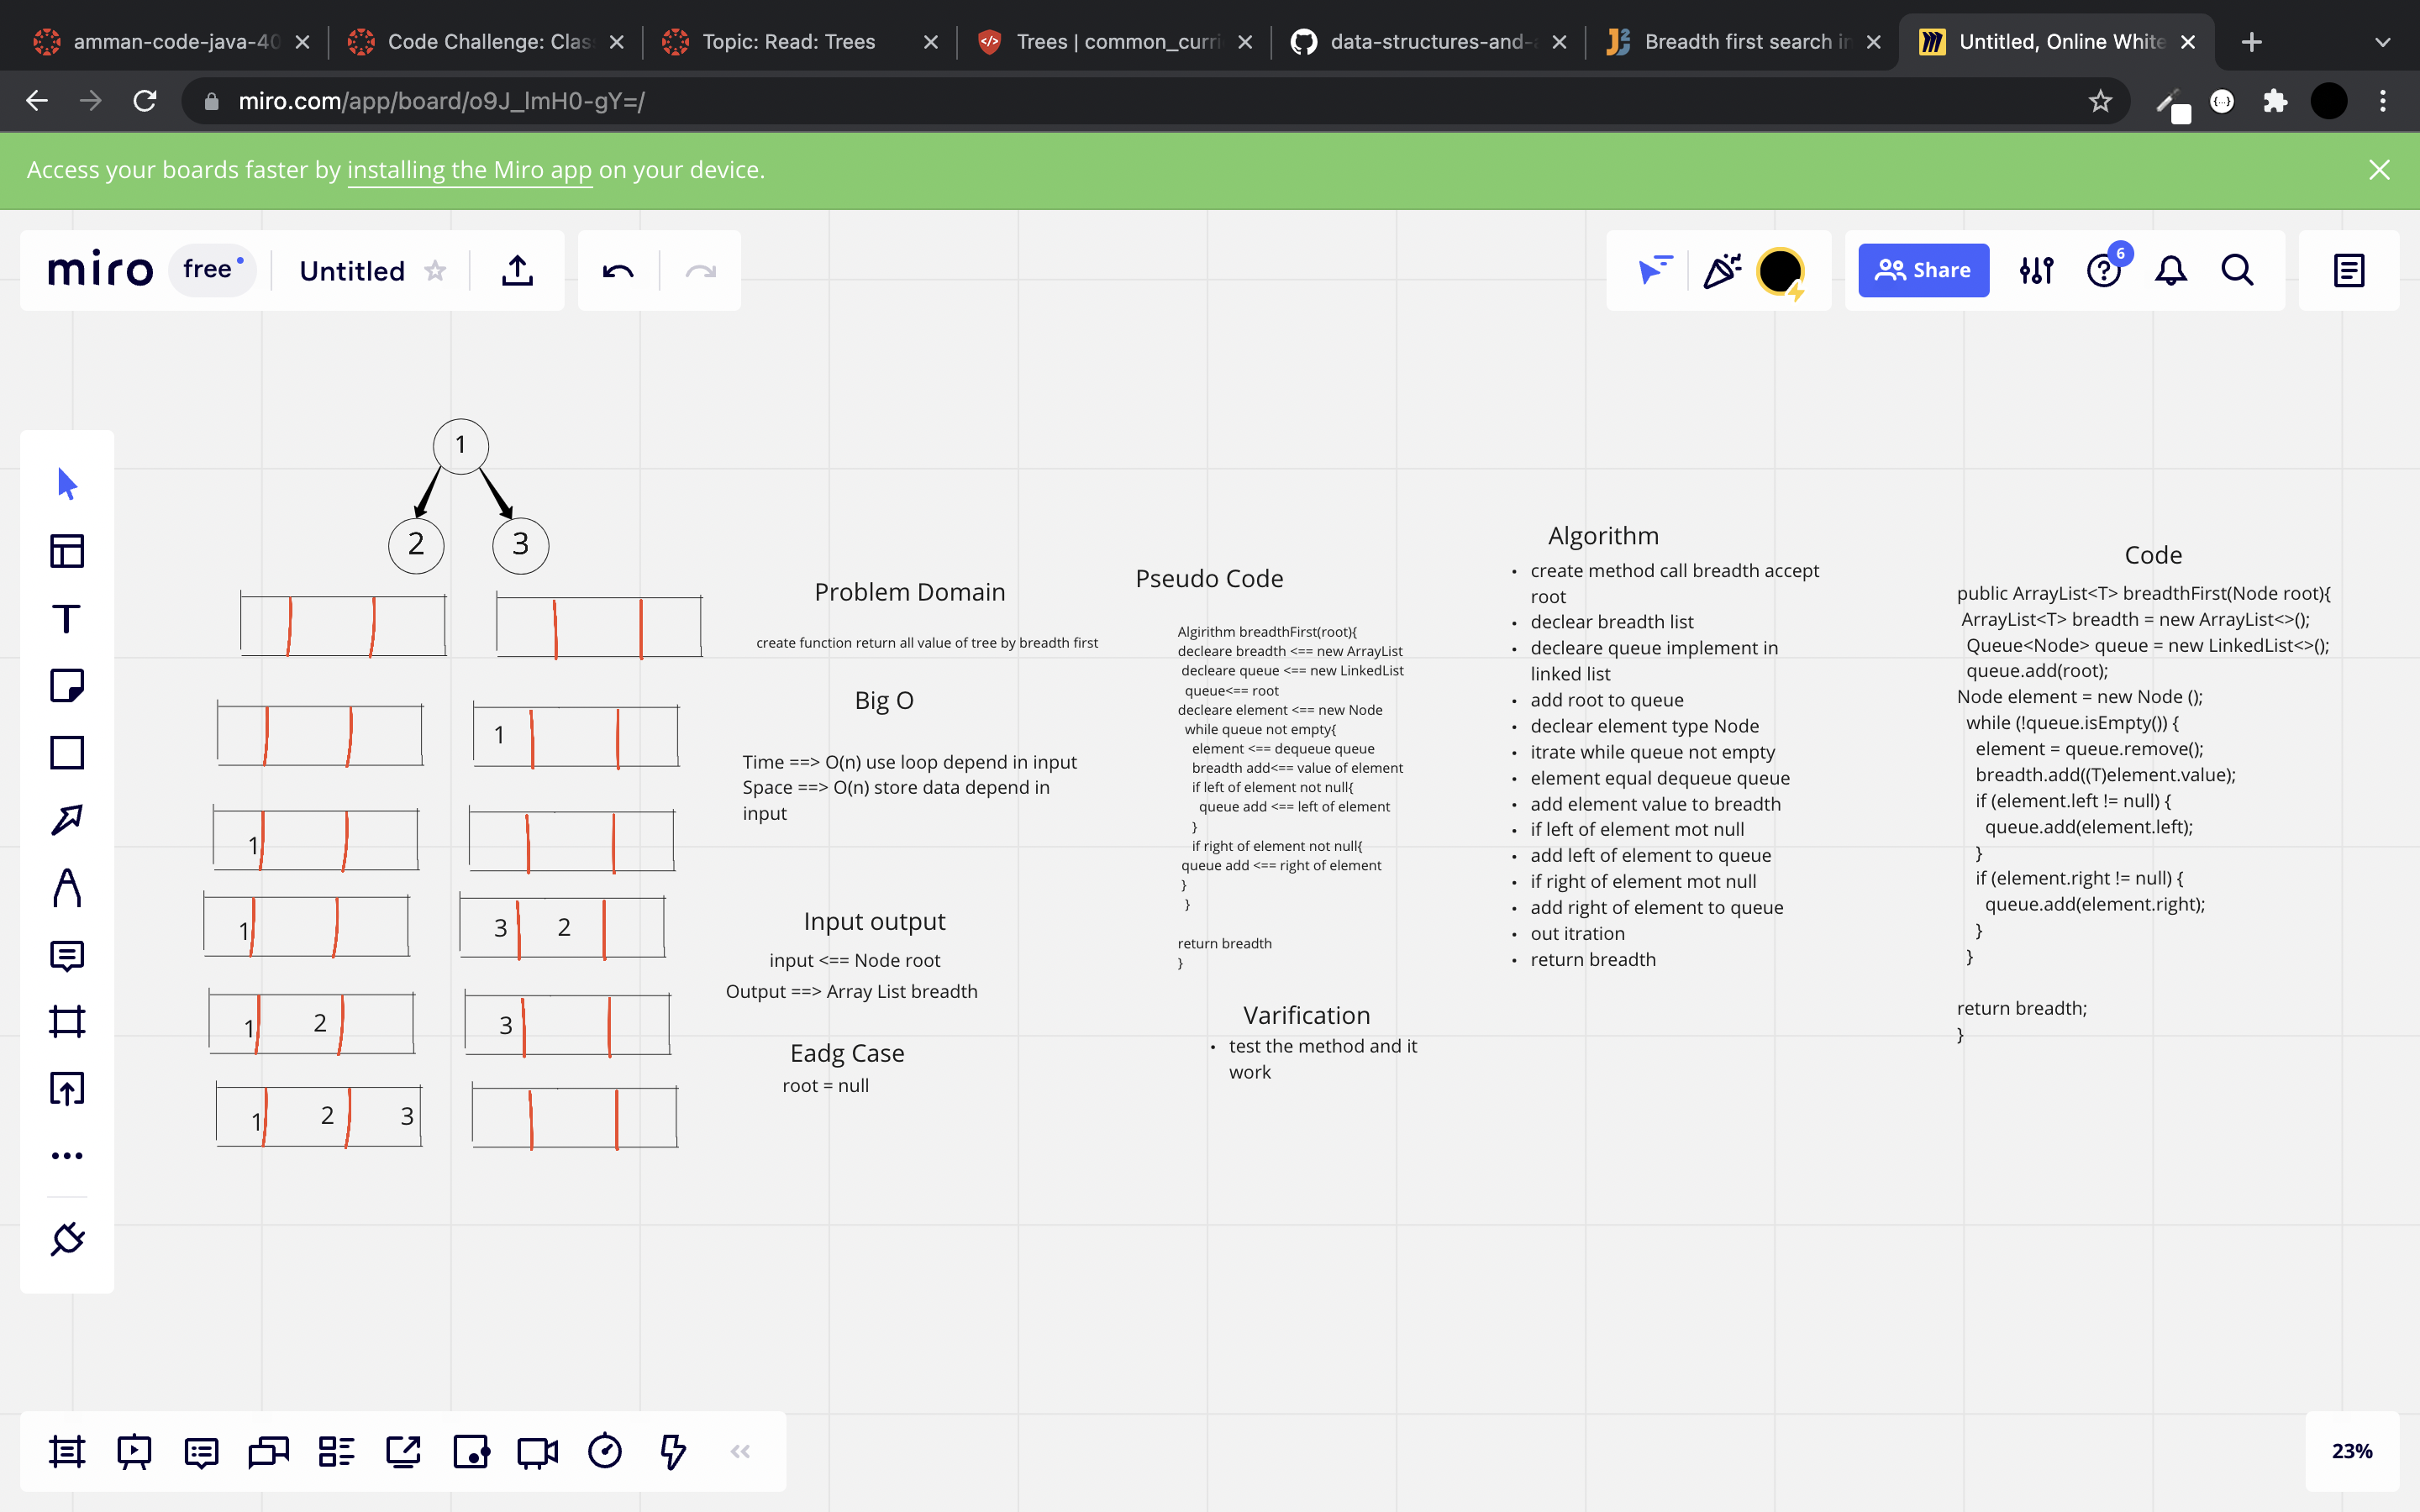 amman-code-java-40
Code Challenge: Clas
Topic: Read: Trees
Trees | common_curri
data-structures-and-
Breadth first search in
Untitled, Online White
miro.com/app/board/o9J_lmH0-gY=/
Access your boards faster by installing the Miro app on your device.
miro
free
Untitled
Share
6
1
2
3
1
1
1
3
2
1
2
3
1
2
3
Problem Domain
create function return all value of tree by breadth first
Big O
Time ==> O(n) use loop depend in input
Space ==> O(n) store data depend in
input
Input output
input <== Node root
Output ==> Array List breadth
Eadg Case
root = null
Pseudo Code
Algirithm breadthFirst(root){
decleare breadth <== new ArrayList
decleare queue <== new LinkedList
queue<== root
decleare element <== new Node
while queue not empty{
element <== dequeue queue
breadth add<== value of element
if left of element not null{
queue add <== left of element
}
if right of element not null{
queue add <== right of element
}
}
return breadth
}
Varification
• test the method and it
work
Algorithm
• create method call breadth accept
root
• declear breadth list
• decleare queue implement in
linked list
• add root to queue
• declear element type Node
• itrate while queue not empty
• element equal dequeue queue
• add element value to breadth
• if left of element mot null
• add left of element to queue
• if right of element mot null
• add right of element to queue
• out itration
• return breadth
Code
public ArrayList<T> breadthFirst(Node root){
ArrayList<T> breadth = new ArrayList<>();
Queue<Node> queue = new LinkedList<>();
queue.add(root);
Node element = new Node ();
while (!queue.isEmpty()) {
element = queue.remove();
breadth.add((T)element.value);
if (element.left != null) {
queue.add(element.left);
}
if (element.right != null) {
queue.add(element.right);
}
}
return breadth;
}
23%